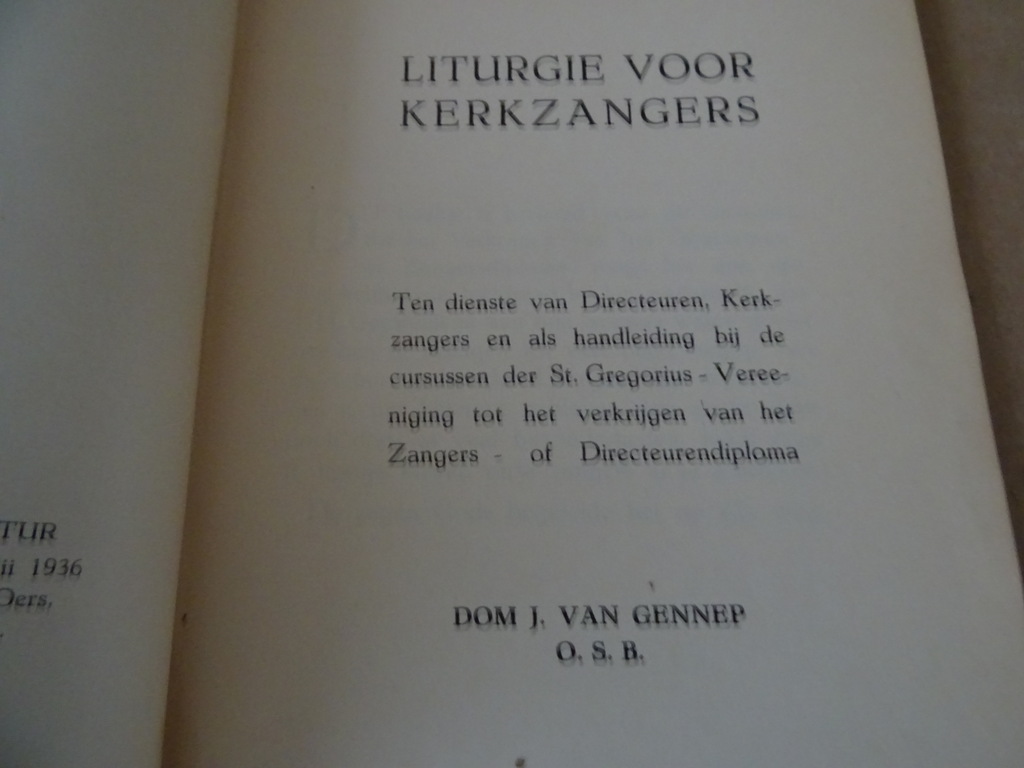 TUR
ii 1936
Ders.
LITURGIE VOOR
KERKZANGERS
Ten dienste van Directeuren, Kerk-
zangers en als handleiding bij de
cursussen der St. Gregorius - Veree-
niging tot het verkrijgen van het
Zangers - of Directeurendiploma
DOM J. VAN GENNEP
O. S. B.